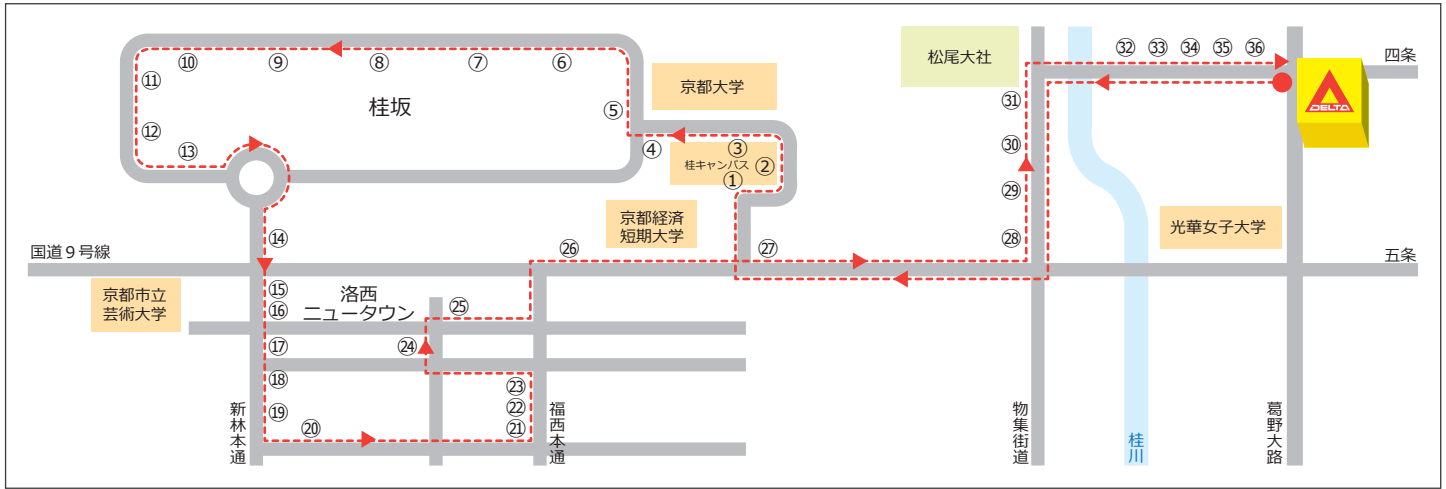 ⑩
⑨
⑧
⑦
⑥
⑪
⑫
⑬
桂坂
⑤
京都大学
④
③
桂キャンパス
②
①
松尾大社
㉜
㉝
㉞
㉟
㊱
四条
DELTA
㉛
㉚
㉙
㉘
京都経済
短期大学
光華女子大学
⑭
国道9号線
㉖
㉗
五条
京都市立
芸術大学
⑮
⑯
洛西
ニュータウン
㉕
⑰
㉔
⑱
⑲
⑳
㉓
㉒
㉑
新林本通
福西本通
物集街道
桂川
葛野大路